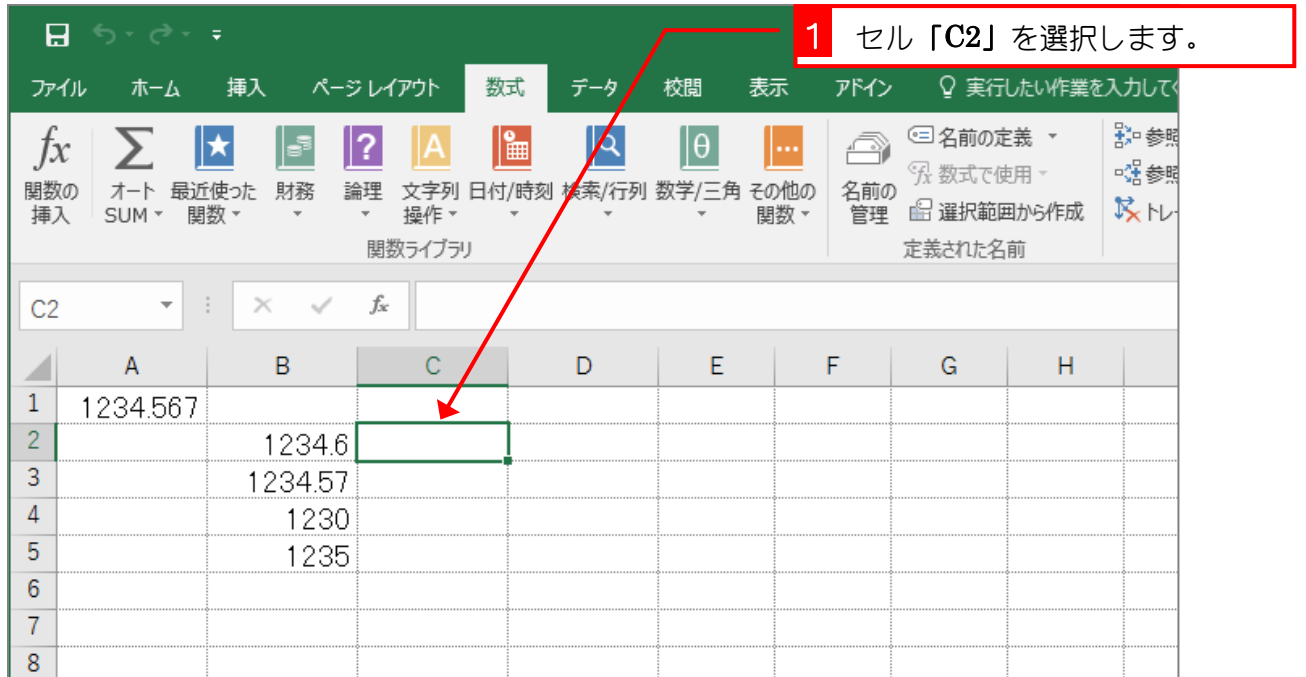 1 セル「C2」を選択します。
ファイル ホーム 挿入 ページ レイアウト 数式 データ 校閲 表示 アドイン 実行したい作業を入力して
fx Σ ? A θ ...
関数の オート 最近使った 財務 論理 文字列 日付/時刻 検索/行列 数学/三角 その他の 名前の 名前の定義 参照
挿入 SUM 関数 操作 関数 管理 数式で使用 参照
選択範囲から作成 トレ
関数ライブラリ 定義された名前
C2 fx
A B C D E F G H
1 1234.567
2 1234.6
3 1234.57
4 1230
5 1235
6
7
8